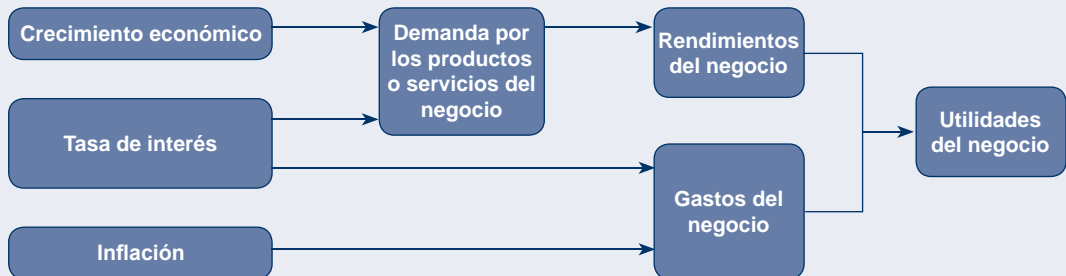 Crecimiento económico
Demanda por
los productos
o servicios del
negocio
Rendimientos
del negocio
Tasa de interés
Utilidades
del negocio
Gastos del
negocio
Inflación